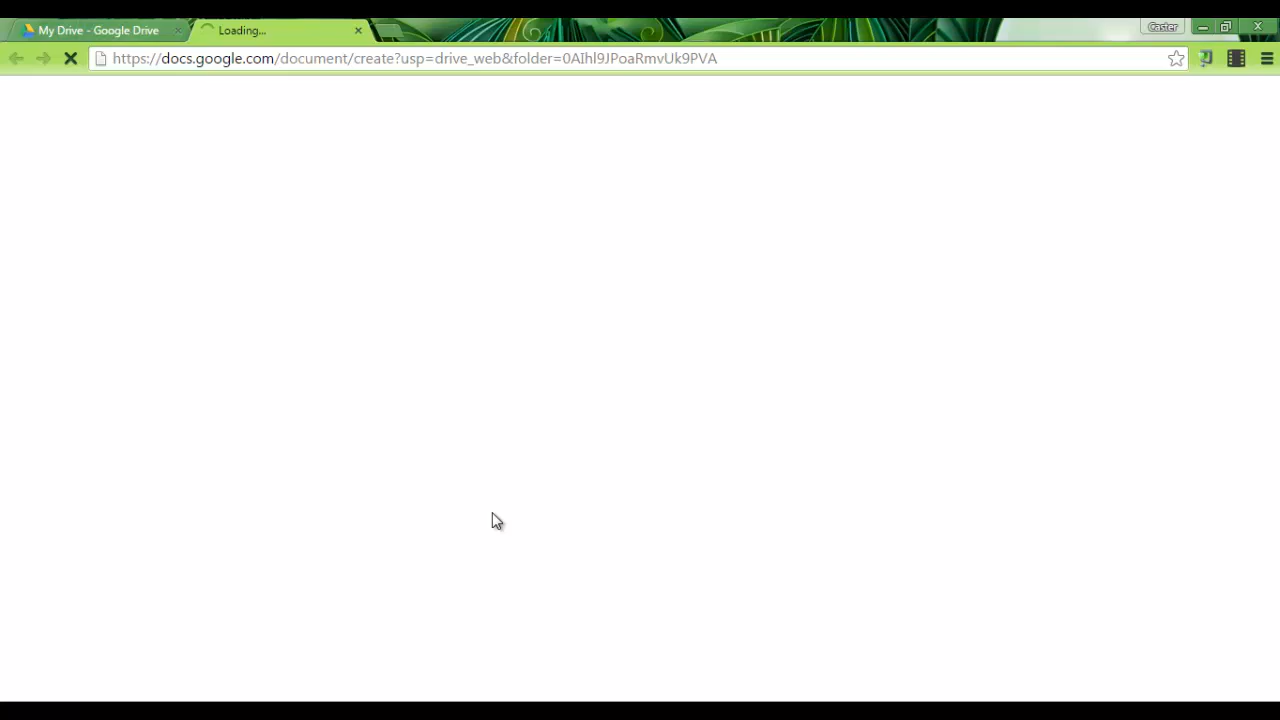 My Drive - Google Drive
Loading...
Caster
https://docs.google.com/document/create?usp=drive_web&folder=0AIhl9JPoaRmvUk9PVA